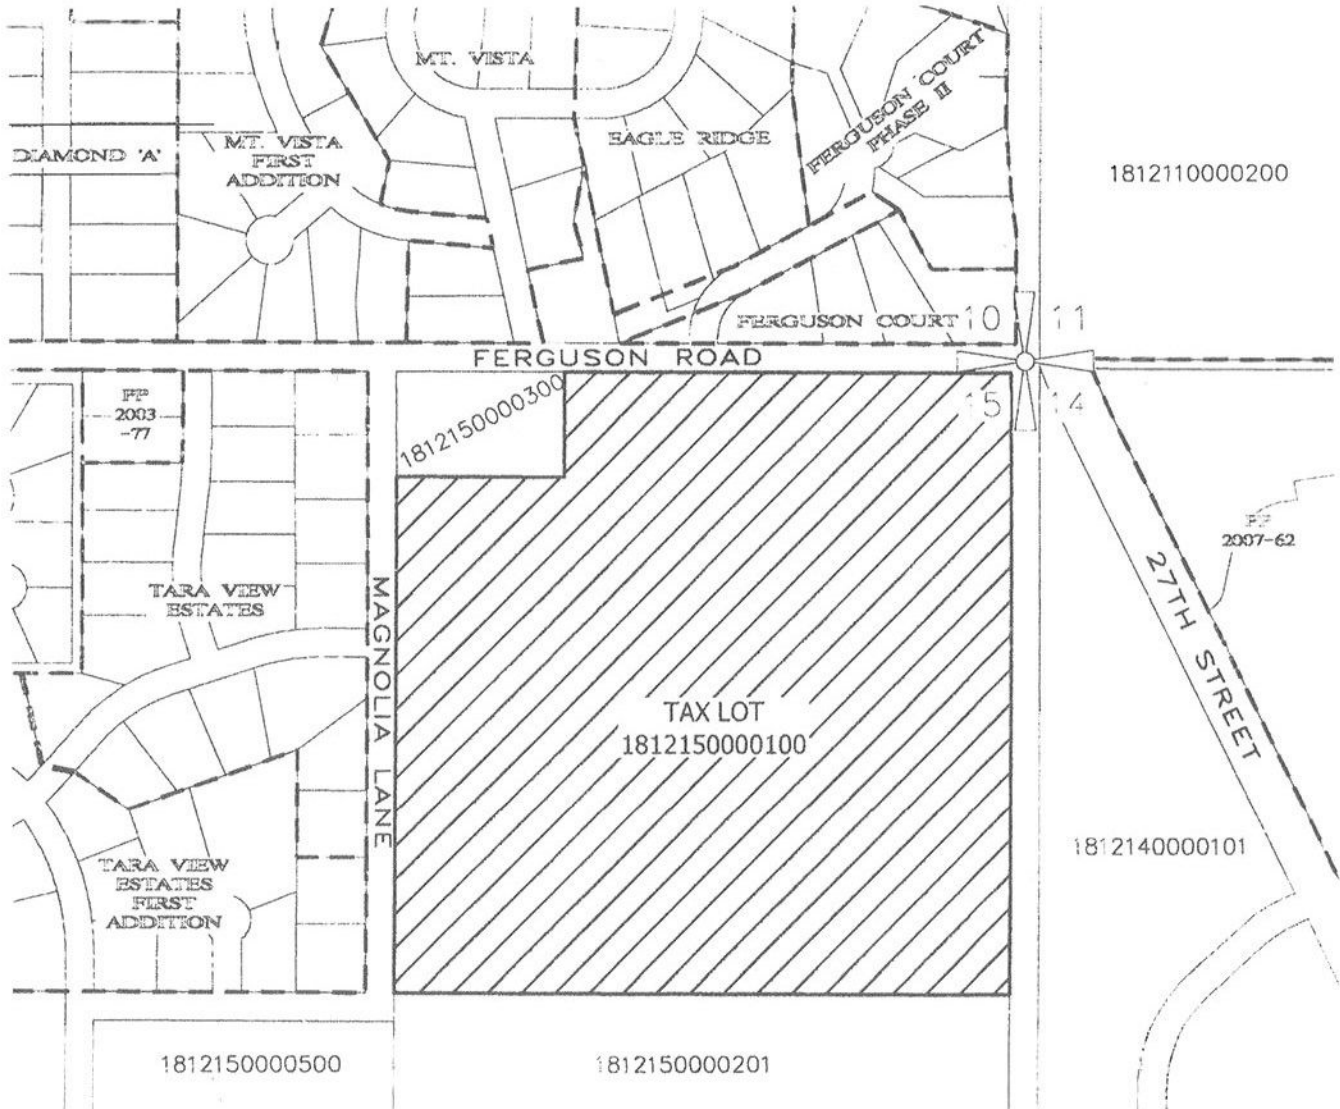 MT. VISTA
FERGUSON COURT
PHASE II
EAGLE RIDGE
MT. VISTA
FIRST
ADDITION
DIAMOND 'A'
1812110000200
FERGUSON COURT
10
11
FERGUSON ROAD
15
14
PP
2003
-77
1812150000300
PP
2007-62
27TH STREET
TARA VIEW
ESTATES
MAGNOLIA LANE
TAX LOT
1812150000100
1812140000101
TARA VIEW
ESTATES
FIRST
ADDITION
1812150000500
1812150000201